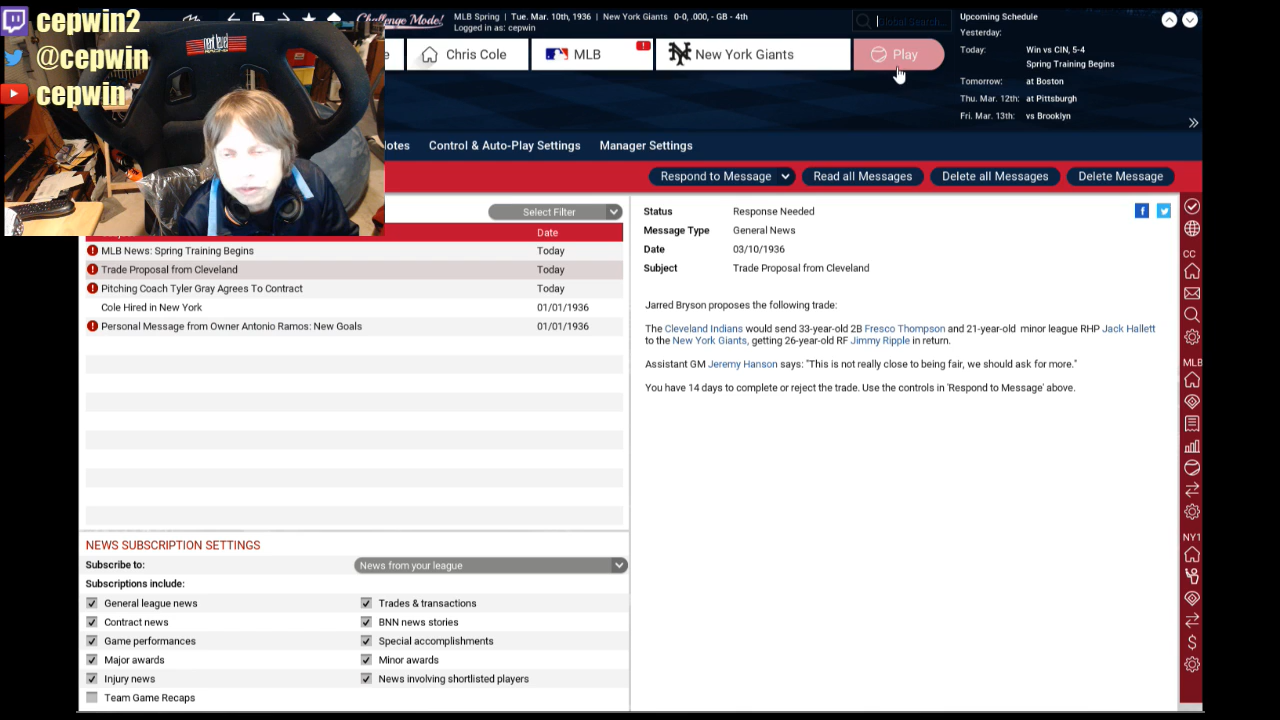 cepwin2
@cepwin
cepwin
next level
Challenge Mode!
MLB Spring | Tue. Mar. 10th, 1936 | New York Giants 0-0, .000, - GB - 4th
Logged in as: cepwin
Global Search...
e
Chris Cole
MLB
New York Giants
Play
Upcoming Schedule
Yesterday:
Today: Win vs CIN, 5-4
Spring Training Begins
Tomorrow: at Boston
Thu. Mar. 12th: at Pittsburgh
Fri. Mar. 13th: vs Brooklyn
otes
Control & Auto-Play Settings
Manager Settings
Respond to Message
Read all Messages
Delete all Messages
Delete Message
Select Filter
Date
MLB News: Spring Training Begins Today
Trade Proposal from Cleveland Today
Pitching Coach Tyler Gray Agrees To Contract Today
Cole Hired in New York 01/01/1936
Personal Message from Owner Antonio Ramos: New Goals 01/01/1936
Status Response Needed
Message Type General News
Date 03/10/1936
Subject Trade Proposal from Cleveland
Jarred Bryson proposes the following trade:
The Cleveland Indians would send 33-year-old 2B Fresco Thompson and 21-year-old minor league RHP Jack Hallett
to the New York Giants, getting 26-year-old RF Jimmy Ripple in return.
Assistant GM Jeremy Hanson says: "This is not really close to being fair, we should ask for more."
You have 14 days to complete or reject the trade. Use the controls in 'Respond to Message' above.
NEWS SUBSCRIPTION SETTINGS
Subscribe to: News from your league
Subscriptions include:
General league news Trades & transactions
Contract news BNN news stories
Game performances Special accomplishments
Major awards Minor awards
Injury news News involving shortlisted players
Team Game Recaps
CC
MLB
NY1